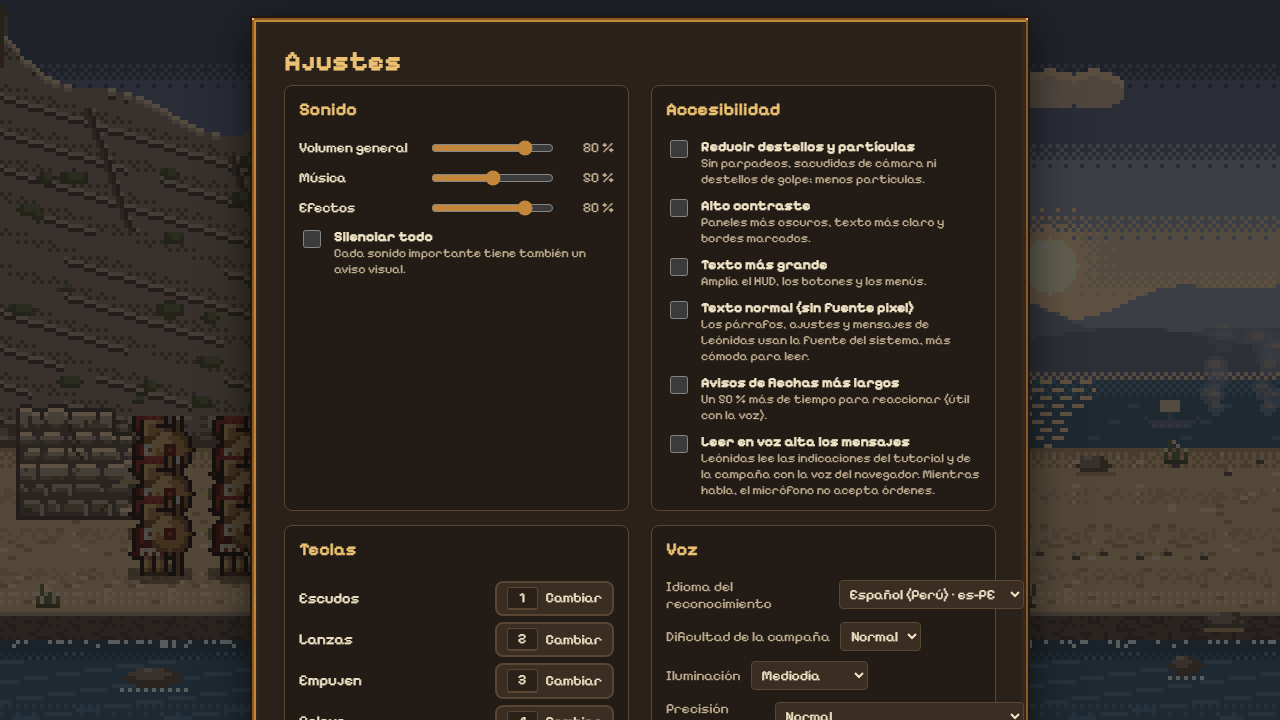 Ajustes
Sonido
Volumen general 80 %
Música 50 %
Efectos 80 %
Silenciar todo
Cada sonido importante tiene también un
aviso visual.
Accesibilidad
Reducir destellos y partículas
Sin parpadeos, sacudidas de cámara ni
destellos de golpe; menos partículas.
Alto contraste
Paneles más oscuros, texto más claro y
bordes marcados.
Texto más grande
Amplía el HUD, los botones y los menús.
Texto normal (sin fuente pixel)
Los párrafos, ajustes y mensajes de
Leónidas usan la fuente del sistema, más
cómoda para leer.
Avisos de flechas más largos
Un 50 % más de tiempo para reaccionar (útil
con la voz).
Leer en voz alta los mensajes
Leónidas lee las indicaciones del tutorial y de
la campaña con la voz del navegador. Mientras
habla, el micrófono no acepta órdenes.
Teclas
Escudos 1 Cambiar
Lanzas 2 Cambiar
Empujen 3 Cambiar
Cambiar
Voz
Idioma del
reconocimiento
Español (Perú) · es-PE
Dificultad de la campaña Normal
Iluminación Mediodía
Precisión
Normal